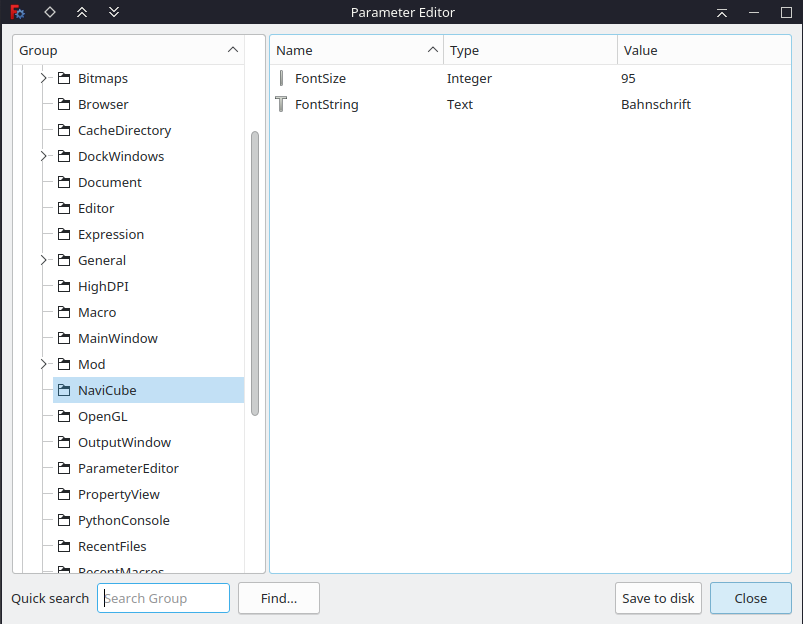 Parameter Editor
Group
Name Type Value
Bitmaps
Browser
CacheDirectory
DockWindows
Document
Editor
Expression
General
HighDPI
Macro
MainWindow
Mod
NaviCube
OpenGL
OutputWindow
ParameterEditor
PropertyView
PythonConsole
RecentFiles
RecentMacros
FontSize Integer 95
FontString Text Bahnschrift
Quick search Search Group Find... Save to disk Close